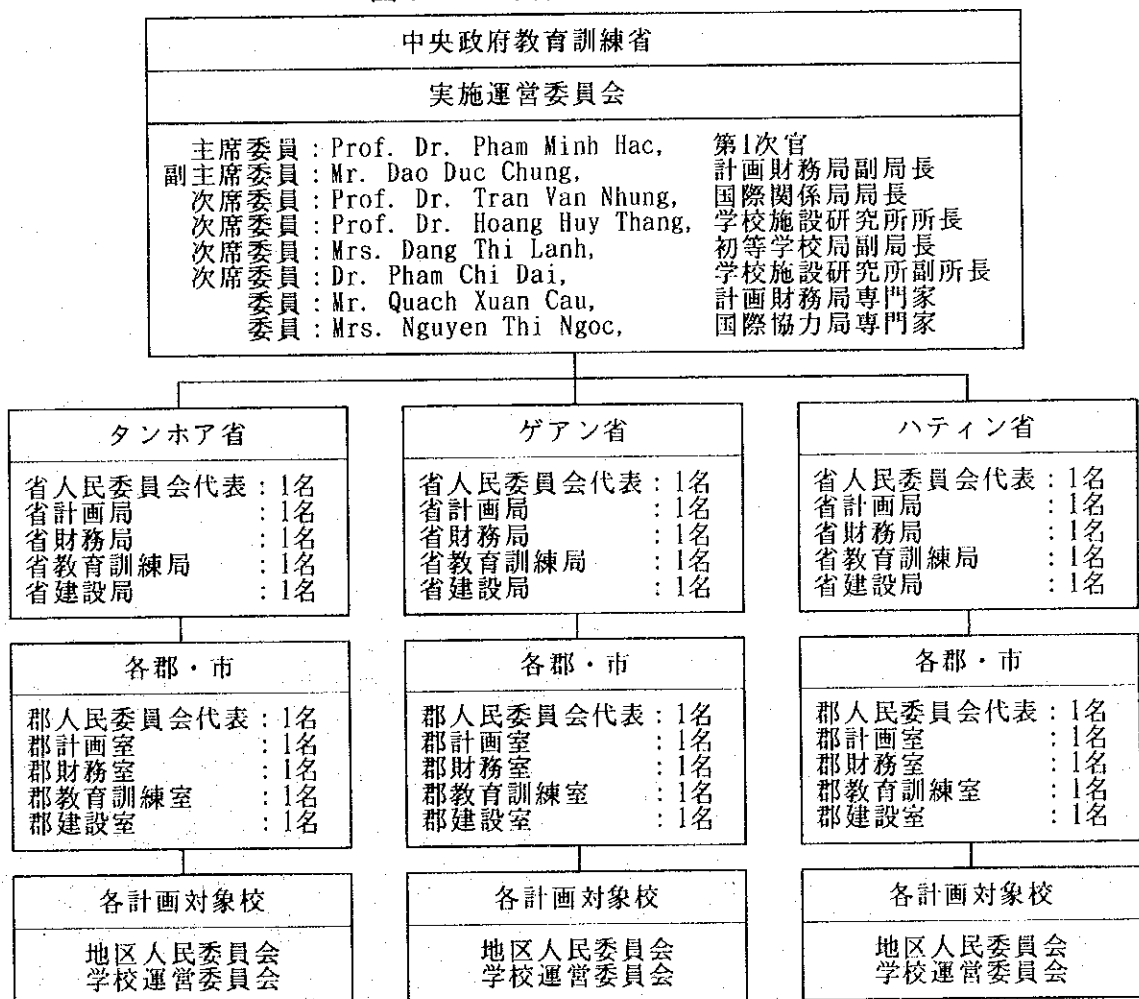 中央政府教育訓練省
実施運営委員会
主席委員：Prof. Dr. Pham Minh Hac, 第1次官
副主席委員：Mr. Dao Duc Chung, 計画財務局副局長
次席委員：Prof. Dr. Tran Van Nhung, 国際関係局局長
次席委員：Prof. Dr. Hoang Huy Thang, 学校施設研究所所長
次席委員：Mrs. Dang Thi Lanh, 初等学校局副局長
次席委員：Dr. Pham Chi Dai, 学校施設研究所副所長
委員：Mr. Quach Xuan Cau, 計画財務局専門家
委員：Mrs. Nguyen Thi Ngoc, 国際協力局専門家
タンホア省
省人民委員会代表：1名
省計画局：1名
省財務局：1名
省教育訓練局：1名
省建設局：1名
ゲアン省
省人民委員会代表：1名
省計画局：1名
省財務局：1名
省教育訓練局：1名
省建設局：1名
ハティン省
省人民委員会代表：1名
省計画局：1名
省財務局：1名
省教育訓練局：1名
省建設局：1名
各郡・市
郡人民委員会代表：1名
郡計画室：1名
郡財務室：1名
郡教育訓練室：1名
郡建設室：1名
各郡・市
郡人民委員会代表：1名
郡計画室：1名
郡財務室：1名
郡教育訓練室：1名
郡建設室：1名
各郡・市
郡人民委員会代表：1名
郡計画室：1名
郡財務室：1名
郡教育訓練室：1名
郡建設室：1名
各計画対象校
地区人民委員会
学校運営委員会
各計画対象校
地区人民委員会
学校運営委員会
各計画対象校
地区人民委員会
学校運営委員会